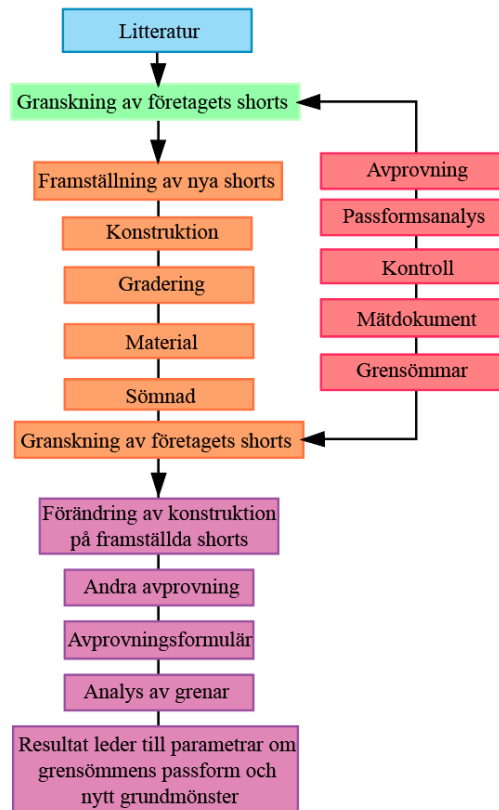 Litteratur
Granskning av företagets shorts
Framställning av nya shorts
Konstruktion
Gradering
Material
Sömnad
Granskning av företagets shorts
Avprovning
Passformsanalys
Kontroll
Mätdokument
Grensömmar
Förändring av konstruktion
på framställda shorts
Andra avprovning
Avprovningsformulär
Analys av grenar
Resultat leder till parametrar om
grensömmens passform och
nytt grundmönster